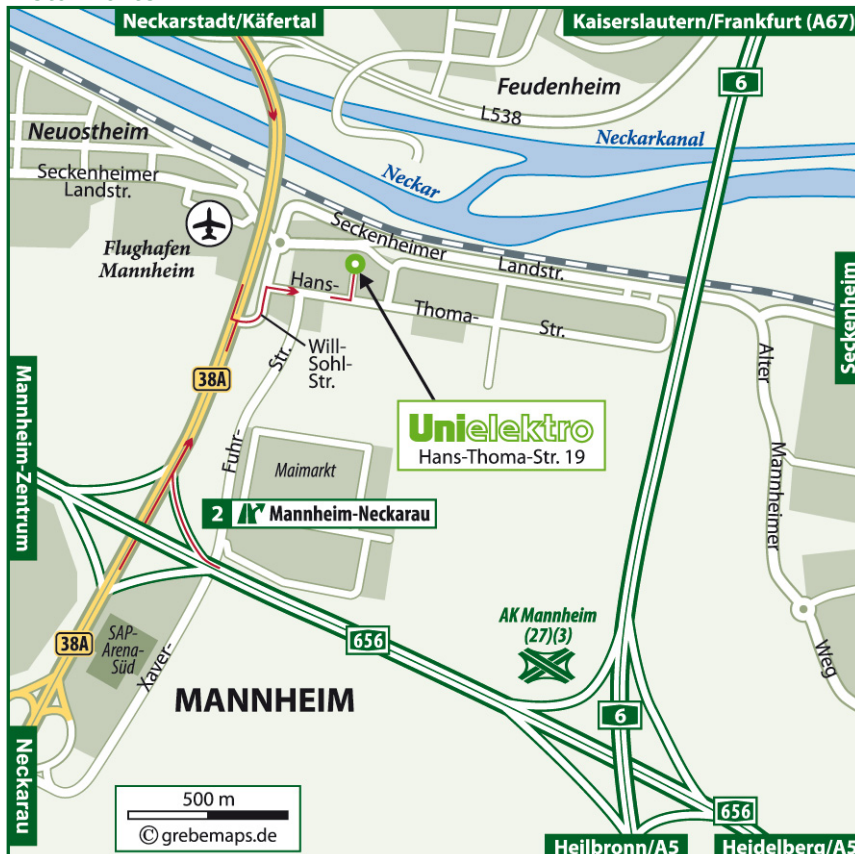 Neckarstadt/Käfertal
Kaiserslautern/Frankfurt (A67)
6
Feudenheim
L538
Neuostheim
Neckarkanal
Seckenheimer
Landstr.
Neckar
Seckenheimer
Landstr.
Flughafen
Mannheim
Hans-
Thoma-
Str.
Seckenheim
Will-
Sohl-
Str.
Alter
Mannheimer
Weg
38A
Mannheim-Zentrum
Unielektro
Hans-Thoma-Str. 19
Xaver-
Fuhr-
Str.
Maimarkt
2 Mannheim-Neckarau
AK Mannheim
(27)(3)
SAP-
Arena-
Süd
38A
656
MANNHEIM
6
Neckarau
500 m
© grebemaps.de
656
Heilbronn/A5
Heidelberg/A5